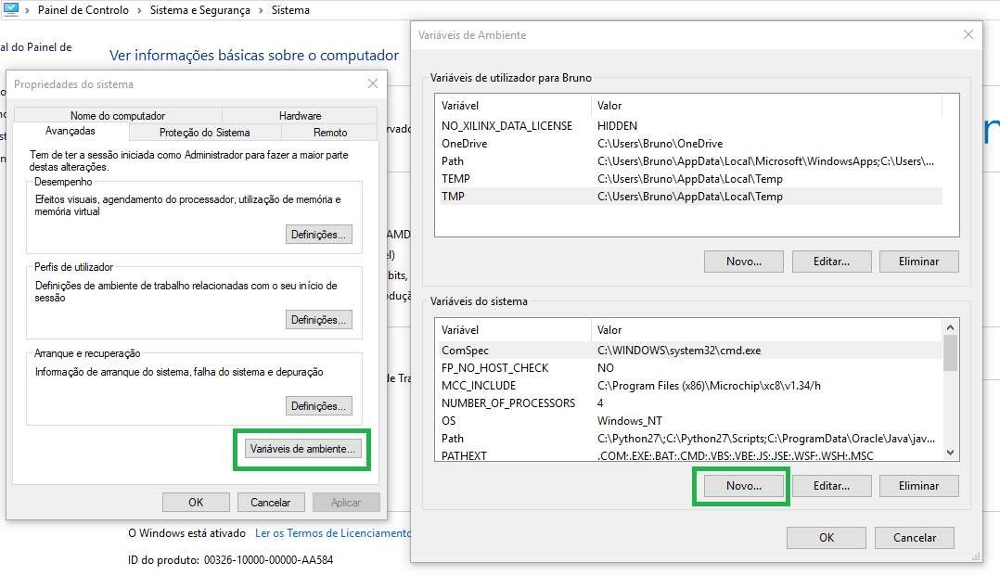 Painel de Controlo > Sistema e Segurança > Sistema
al do Painel de
Ver informações básicas sobre o computador
Propriedades do sistema
Nome do computador
Hardware
Avançadas
Proteção do Sistema
Remoto
Tem de ter a sessão iniciada como Administrador para fazer a maior parte
destas alterações.
Desempenho
Efeitos visuais, agendamento do processador, utilização de memória e
memória virtual
Definições...
Perfis de utilizador
Definições de ambiente de trabalho relacionadas com o seu início de
sessão
Definições...
Arranque e recuperação
Informação de arranque do sistema, falha do sistema e depuração
Definições...
Variáveis de ambiente...
OK
Cancelar
Aplicar
AMD
bits,
de Tra
O Windows está ativado Ler os Termos de Licenciamento
ID do produto: 00326-10000-00000-AA584
Variáveis de Ambiente
Variáveis de utilizador para Bruno
Variável Valor
NO_XILINX_DATA_LICENSE HIDDEN
OneDrive C:\Users\Bruno\OneDrive
Path C:\Users\Bruno\AppData\Local\Microsoft\WindowsApps;C:\Users\...
TEMP C:\Users\Bruno\AppData\Local\Temp
TMP C:\Users\Bruno\AppData\Local\Temp
Novo... Editar... Eliminar
Variáveis do sistema
Variável Valor
ComSpec C:\WINDOWS\system32\cmd.exe
FP_NO_HOST_CHECK NO
MCC_INCLUDE C:\Program Files (x86)\Microchip\xc8\v1.34/h
NUMBER_OF_PROCESSORS 4
OS Windows_NT
Path C:\Python27\;C:\Python27\Scripts;C:\ProgramData\Oracle\Java\jav...
PATHEXT .COM;.EXE;.BAT;.CMD;.VBS;.VBE;.JS;.JSE;.WSF;.WSH;.MSC
Novo... Editar... Eliminar
OK Cancelar